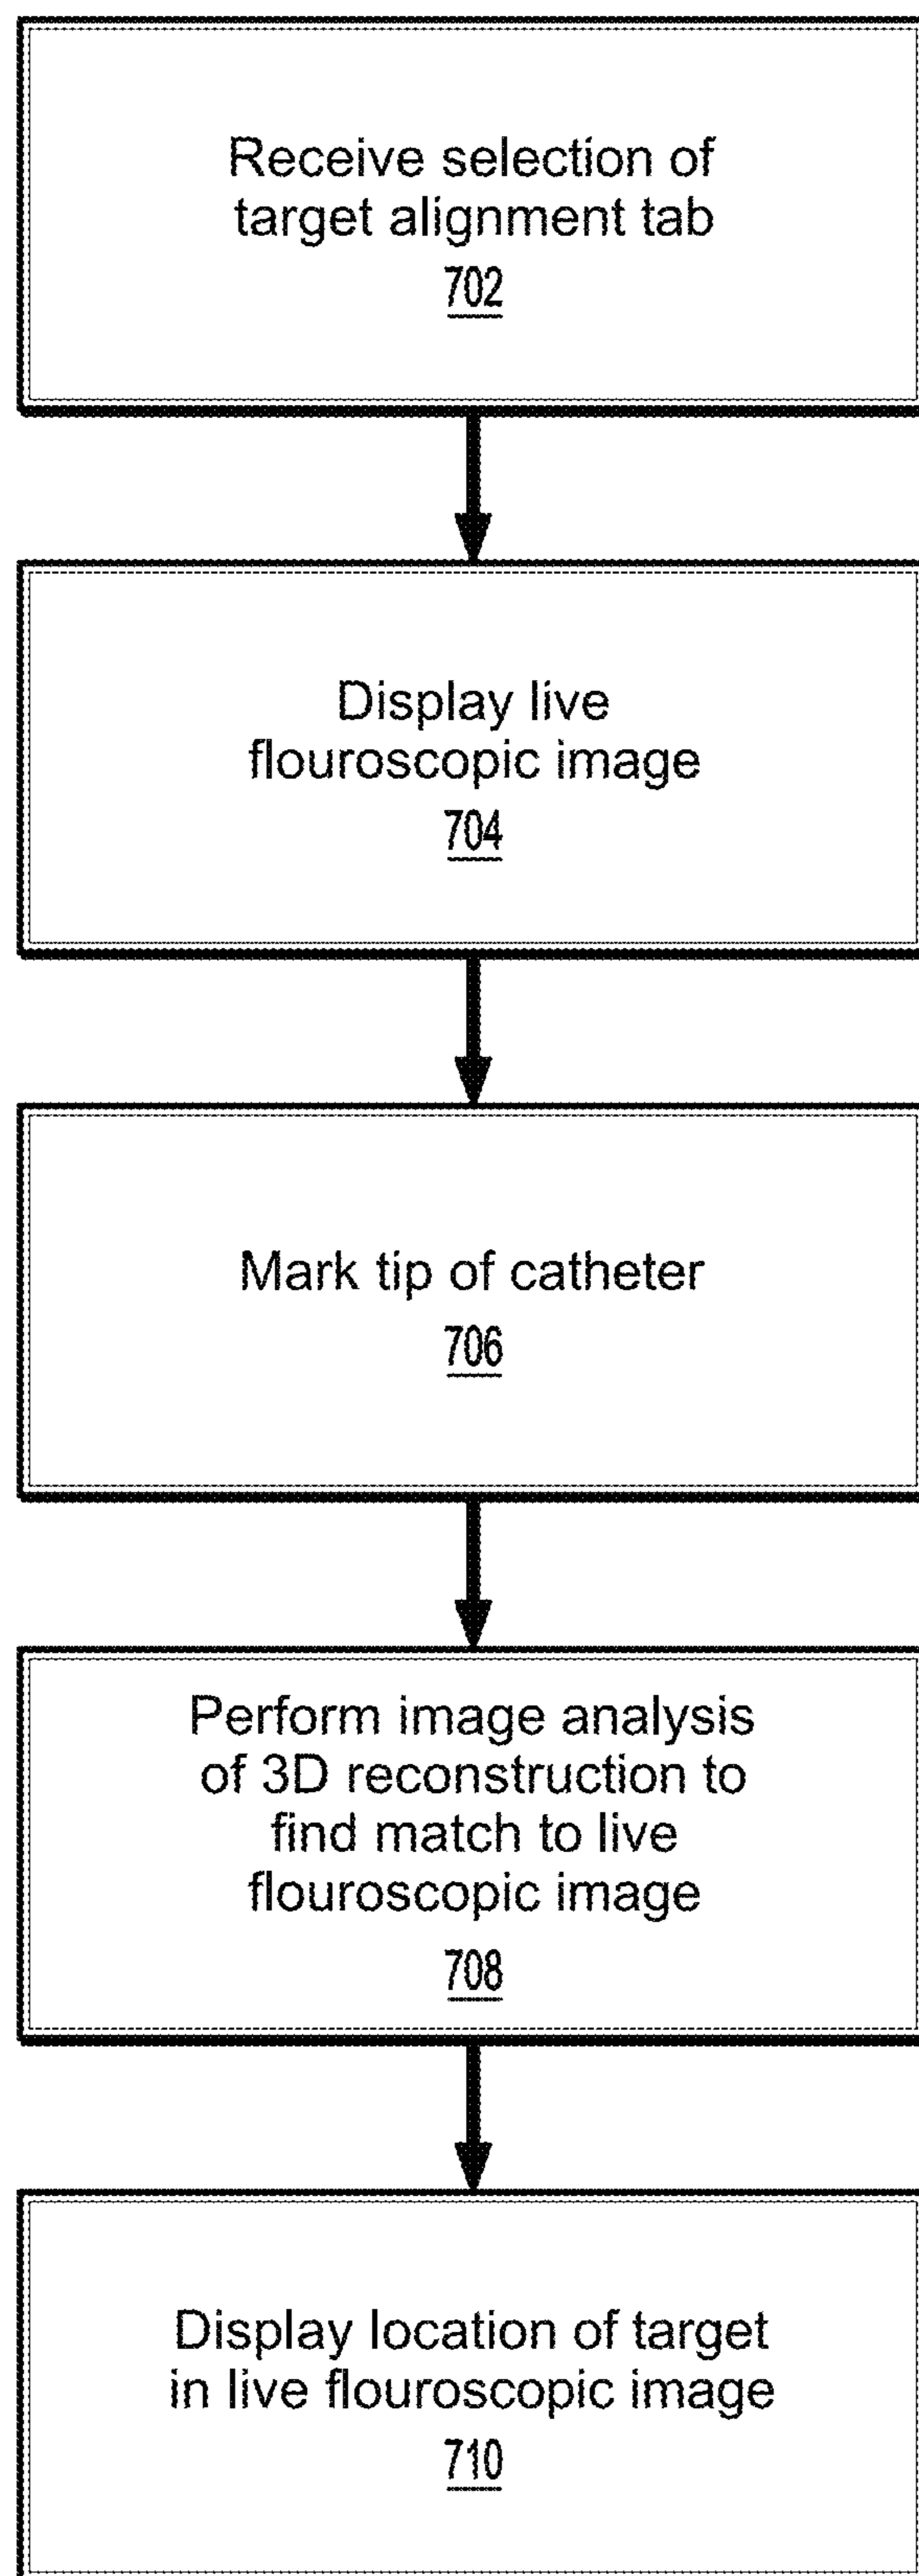 Receive selection of
target alignment tab
702
Display live
flouroscopic image
704
Mark tip of catheter
706
Perform image analysis
of 3D reconstruction to
find match to live
flouroscopic image
708
Display location of target
in live flouroscopic image
710